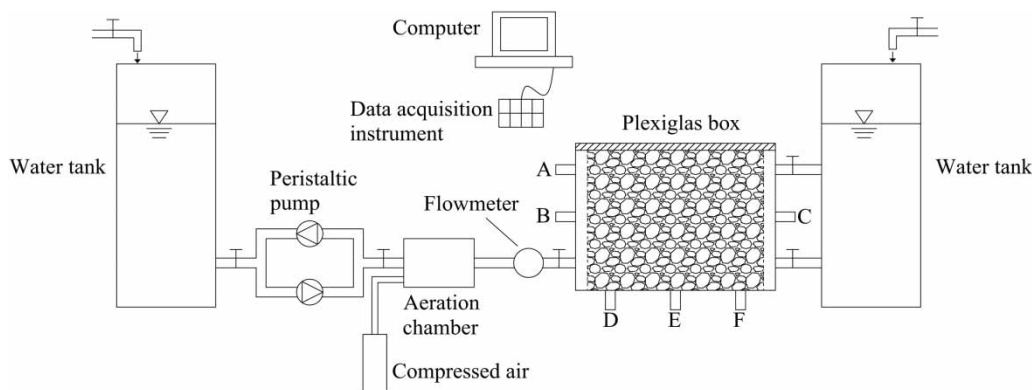 Computer
Data acquisition
instrument
Plexiglas box
Water tank
Peristaltic
pump
Flowmeter
A
B
C
Water tank
Aeration
chamber
D
E
F
Compressed air